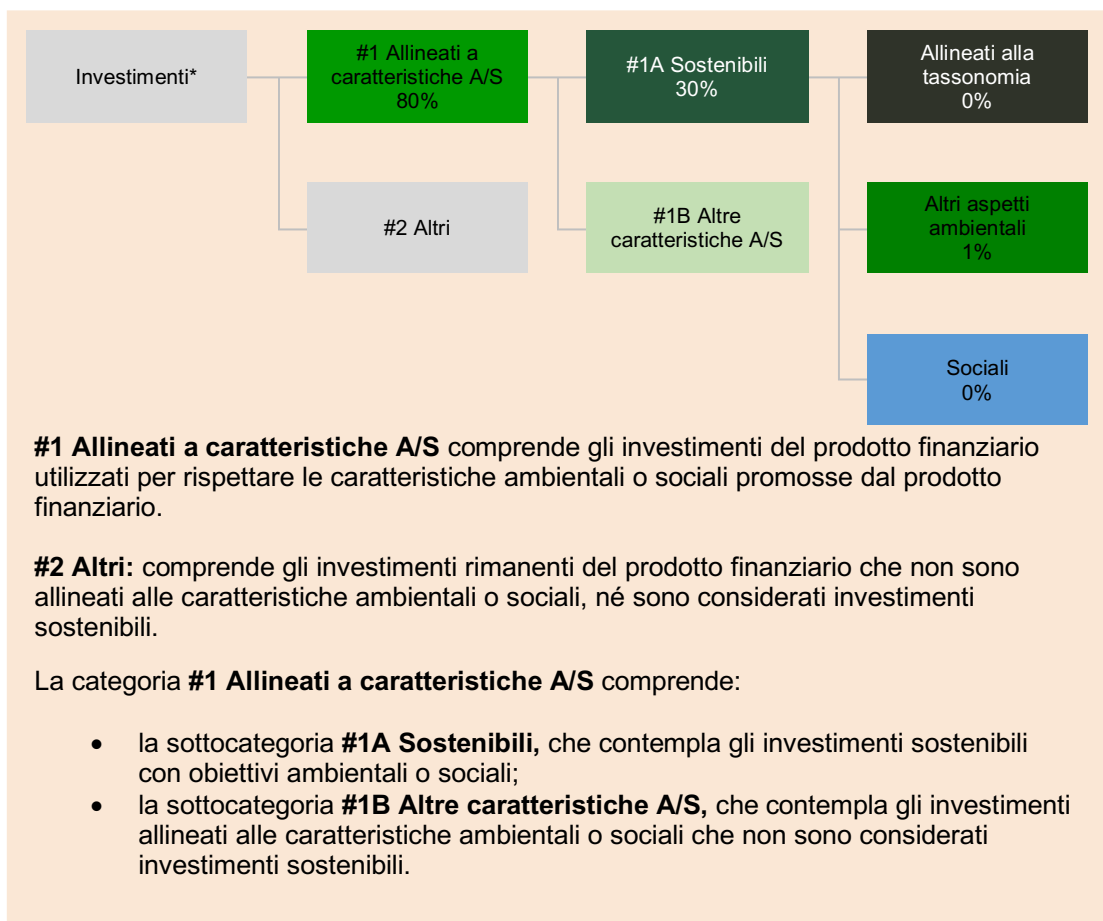 Investimenti*
#1 Allineati a
caratteristiche A/S
80%
#1A Sostenibili
30%
Allineati alla
tassonomia
0%
#2 Altri
#1B Altre
caratteristiche A/S
Altri aspetti
ambientali
1%
Sociali
0%
#1 Allineati a caratteristiche A/S comprende gli investimenti del prodotto finanziario
utilizzati per rispettare le caratteristiche ambientali o sociali promosse dal prodotto
finanziario.
#2 Altri: comprende gli investimenti rimanenti del prodotto finanziario che non sono
allineati alle caratteristiche ambientali o sociali, né sono considerati investimenti
sostenibili.
La categoria #1 Allineati a caratteristiche A/S comprende:
• la sottocategoria #1A Sostenibili, che contempla gli investimenti sostenibili
con obiettivi ambientali o sociali;
• la sottocategoria #1B Altre caratteristiche A/S, che contempla gli investimenti
allineati alle caratteristiche ambientali o sociali che non sono considerati
investimenti sostenibili.